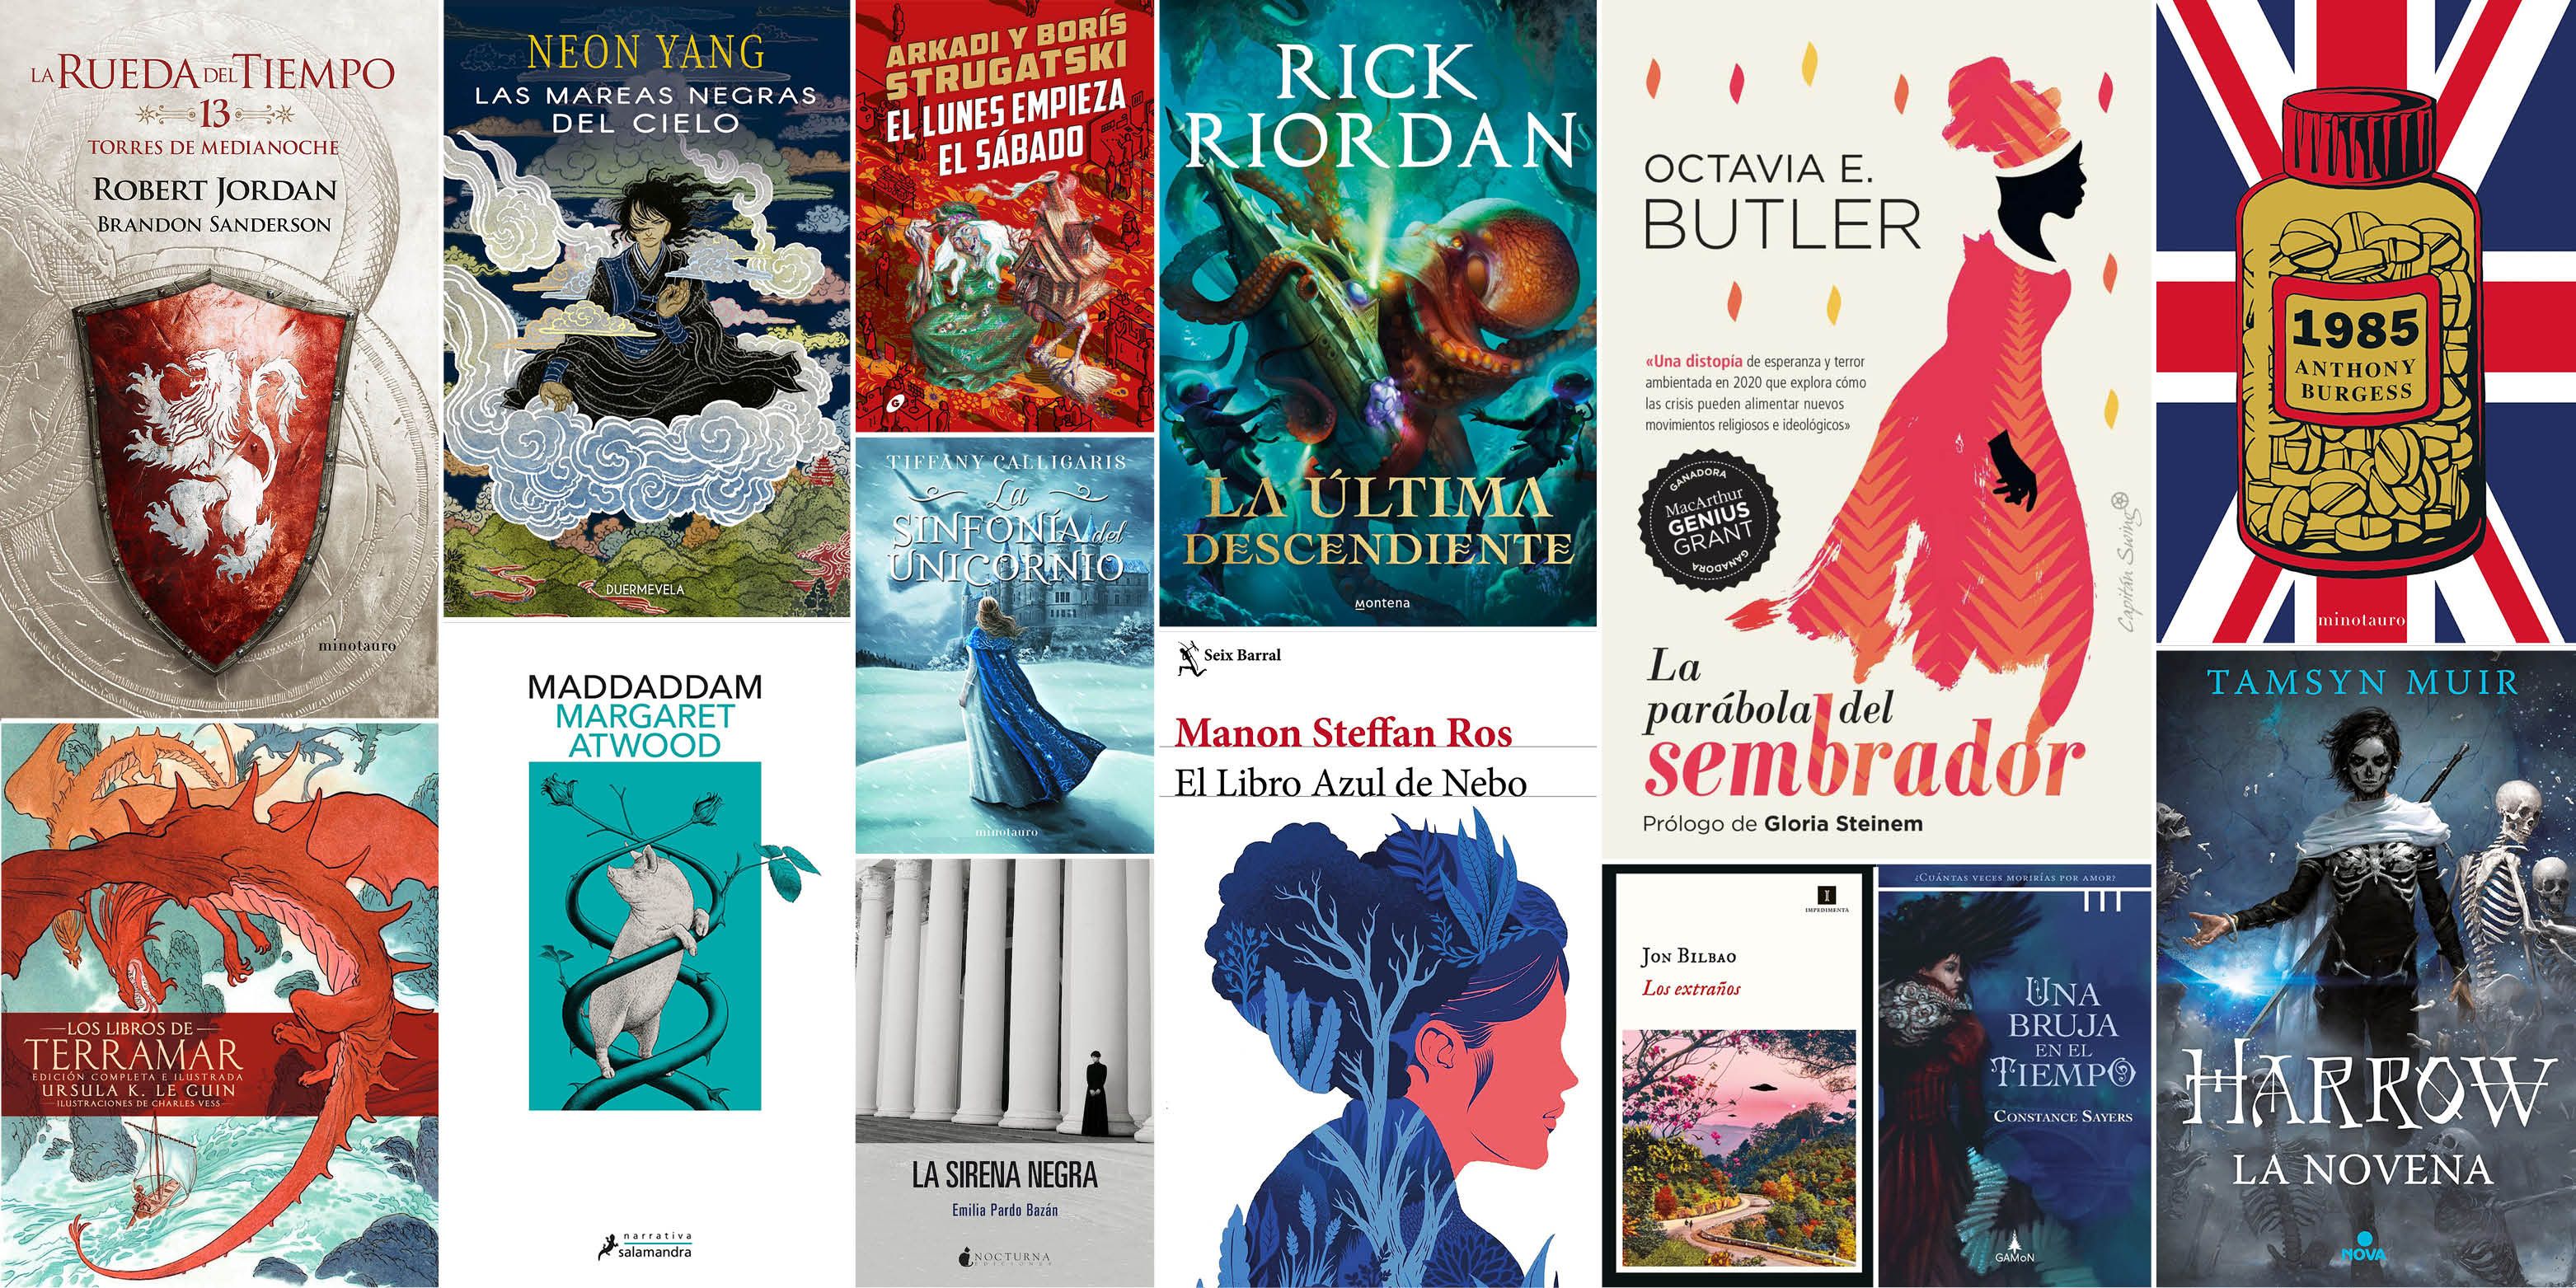 LA RUEDA DEL TIEMPO
13
TORRES DE MEDIANOCHE
ROBERT JORDAN
BRANDON SANDERSON
minotauro
LOS LIBROS DE
TERRAMAR
EDICIÓN COMPLETA E ILUSTRADA
URSULA K. LE GUIN
ILUSTRACIONES DE CHARLES VESS
NEON YANG
LAS MAREAS NEGRAS
DEL CIELO
DUERMEVELA
MADDADDAM
MARGARET
ATWOOD
narrativa
salamandra
ARKADI Y BORÍS
STRUGATSKI
EL LUNES EMPIEZA
EL SÁBADO
G
TIFFANY CALLIGARIS
La
SINFONÍA del
UNICORNIO
minotauro
LA SIRENA NEGRA
Emilia Pardo Bazán
NOCTURNA
EDICIONES
RICK
RIORDAN
LA ÚLTIMA
DESCENDIENTE
Montena
Seix Barral
Manon Steffan Ros
El Libro Azul de Nebo
OCTAVIA E.
BUTLER
«Una distopía de esperanza y terror
ambientada en 2020 que explora cómo
las crisis pueden alimentar nuevos
movimientos religiosos e ideológicos»
GANADORA
MacArthur
GENIUS
GRANT
GANADORA
Capitán Swing
La
parábola del
sembrador
Prólogo de Gloria Steinem
IMPEDIMENTA
JON BILBAO
Los extraños
¿CUÁNTAS VECES MORIRÍAS POR AMOR?
UNA
BRUJA
EN EL
TIEMPO
CONSTANCE SAYERS
GAMoN
1985
ANTHONY
BURGESS
minotauro
TAMSYN MUIR
HARROW
LA NOVENA
NOVA